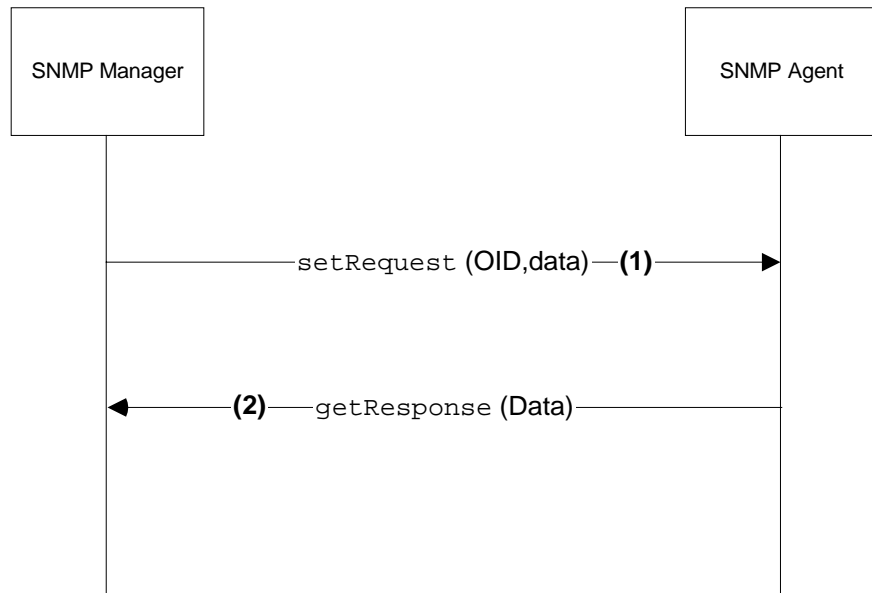 SNMP Manager
SNMP Agent
setRequest (OID,data) (1)
(2) getResponse (Data)